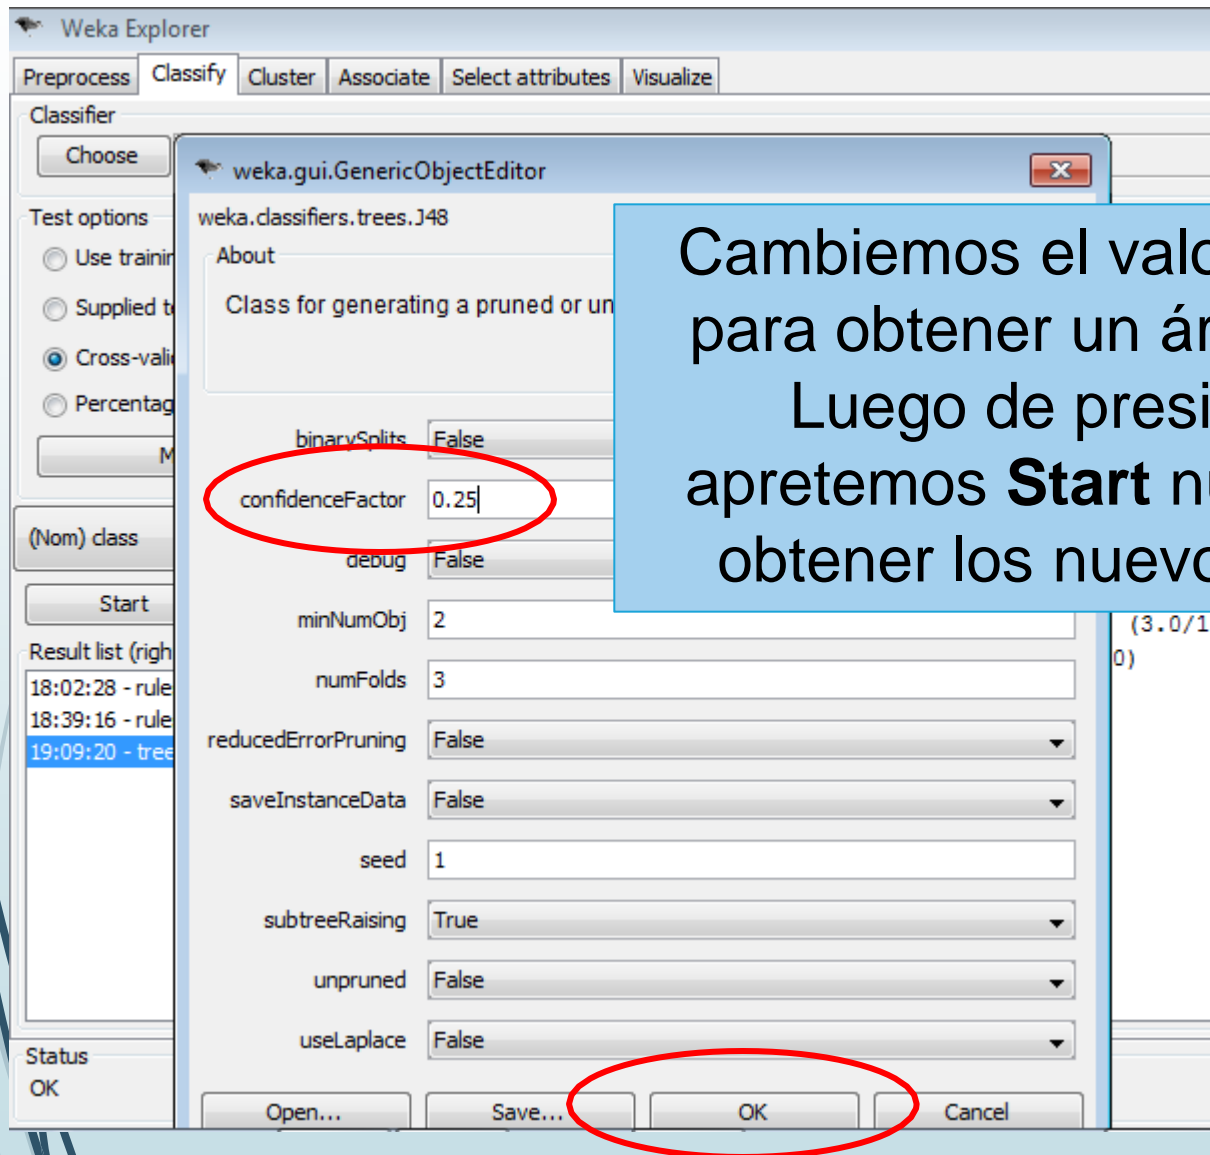 Weka Explorer
Preprocess Classify Cluster Associate Select attributes Visualize
Classifier
Choose
weka.gui.GenericObjectEditor
weka.classifiers.trees.J48
About
Class for generating a pruned or un
Cambiemos el valo
para obtener un ár
Luego de presi
apretemos Start nu
obtener los nuevo
Test options
Use trainin
Supplied te
Cross-valid
Percentag
M
(Nom) class
Start
Result list (righ
18:02:28 - rule
18:39:16 - rule
19:09:20 - tree
Status
OK
binarySplits False
confidenceFactor 0.25
debug False
minNumObj 2
numFolds 3
reducedErrorPruning False
saveInstanceData False
seed 1
subtreeRaising True
unpruned False
useLaplace False
Open... Save... OK Cancel
(3.0/1
0)